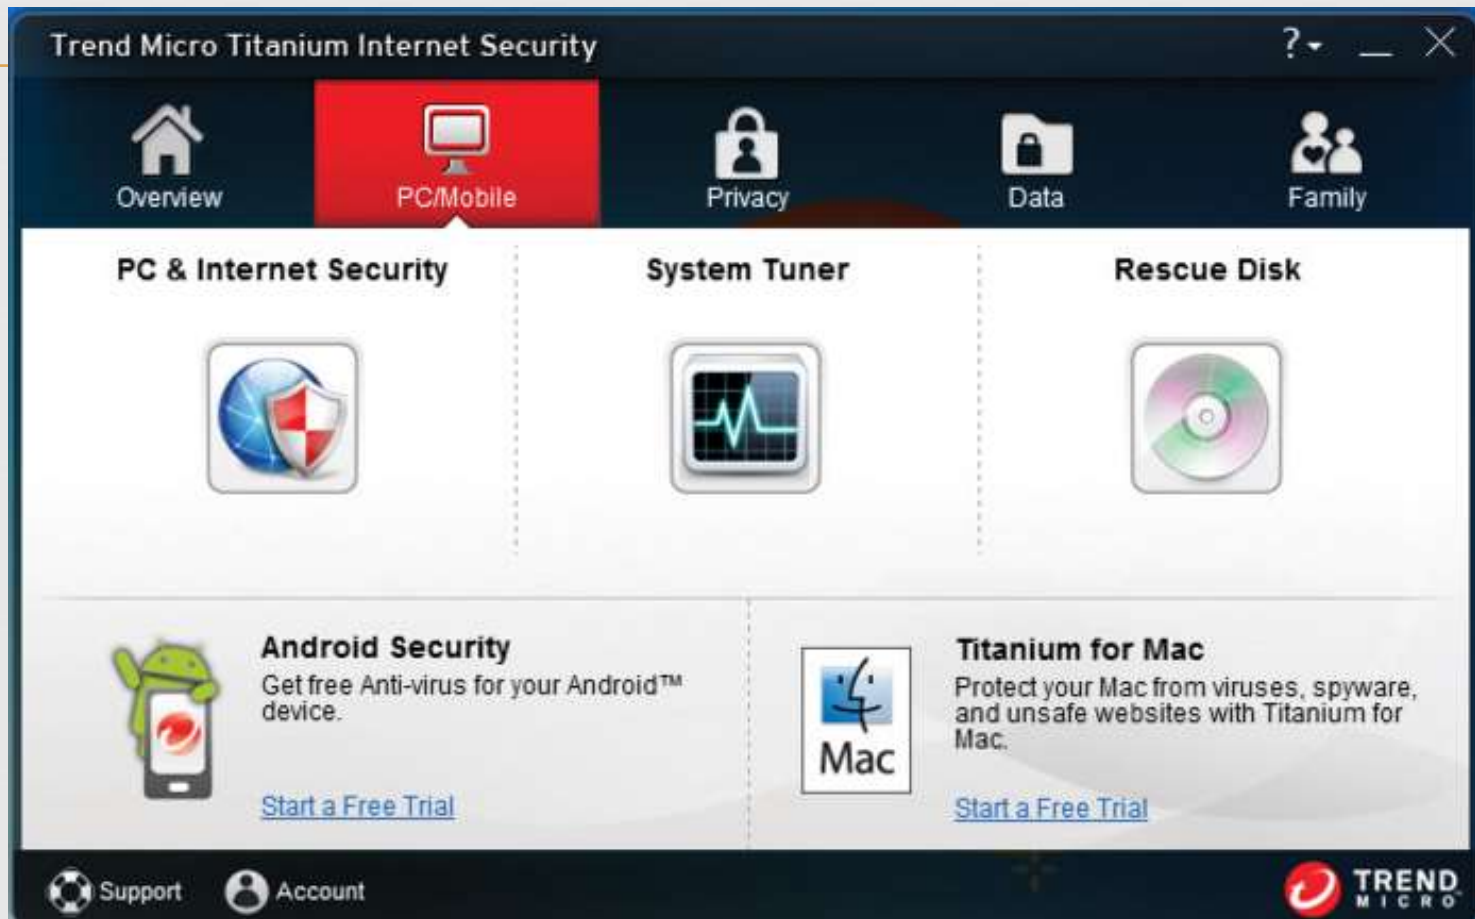 Trend Micro Titanium Internet Security
?
Overview
PC/Mobile
Privacy
Data
Family
PC & Internet Security
System Tuner
Rescue Disk
Android Security
Get free Anti-virus for your Android™
device.
Start a Free Trial
Mac
Titanium for Mac
Protect your Mac from viruses, spyware,
and unsafe websites with Titanium for
Mac.
Start a Free Trial
Support
Account
TREND
MICRO